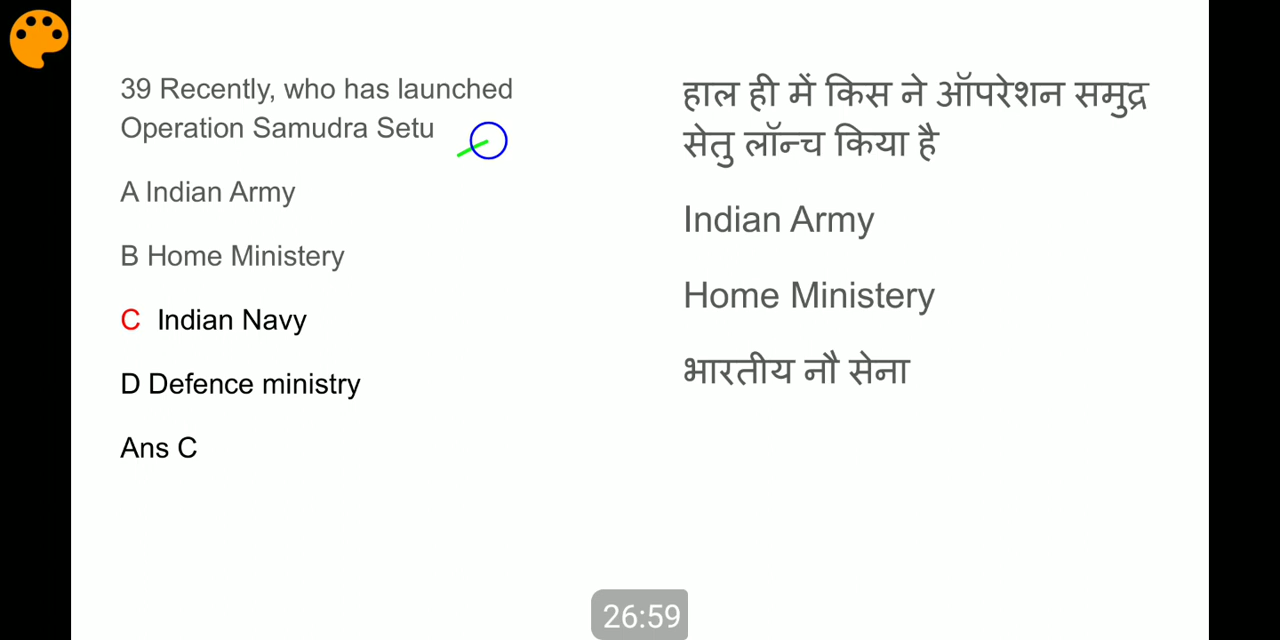 39 Recently, who has launched
Operation Samudra Setu
A Indian Army
B Home Ministery
C Indian Navy
D Defence ministry
Ans C
हाल ही में किस ने ऑपरेशन समुद्र
सेतु लॉन्च किया है
Indian Army
Home Ministery
भारतीय नौ सेना
26:59